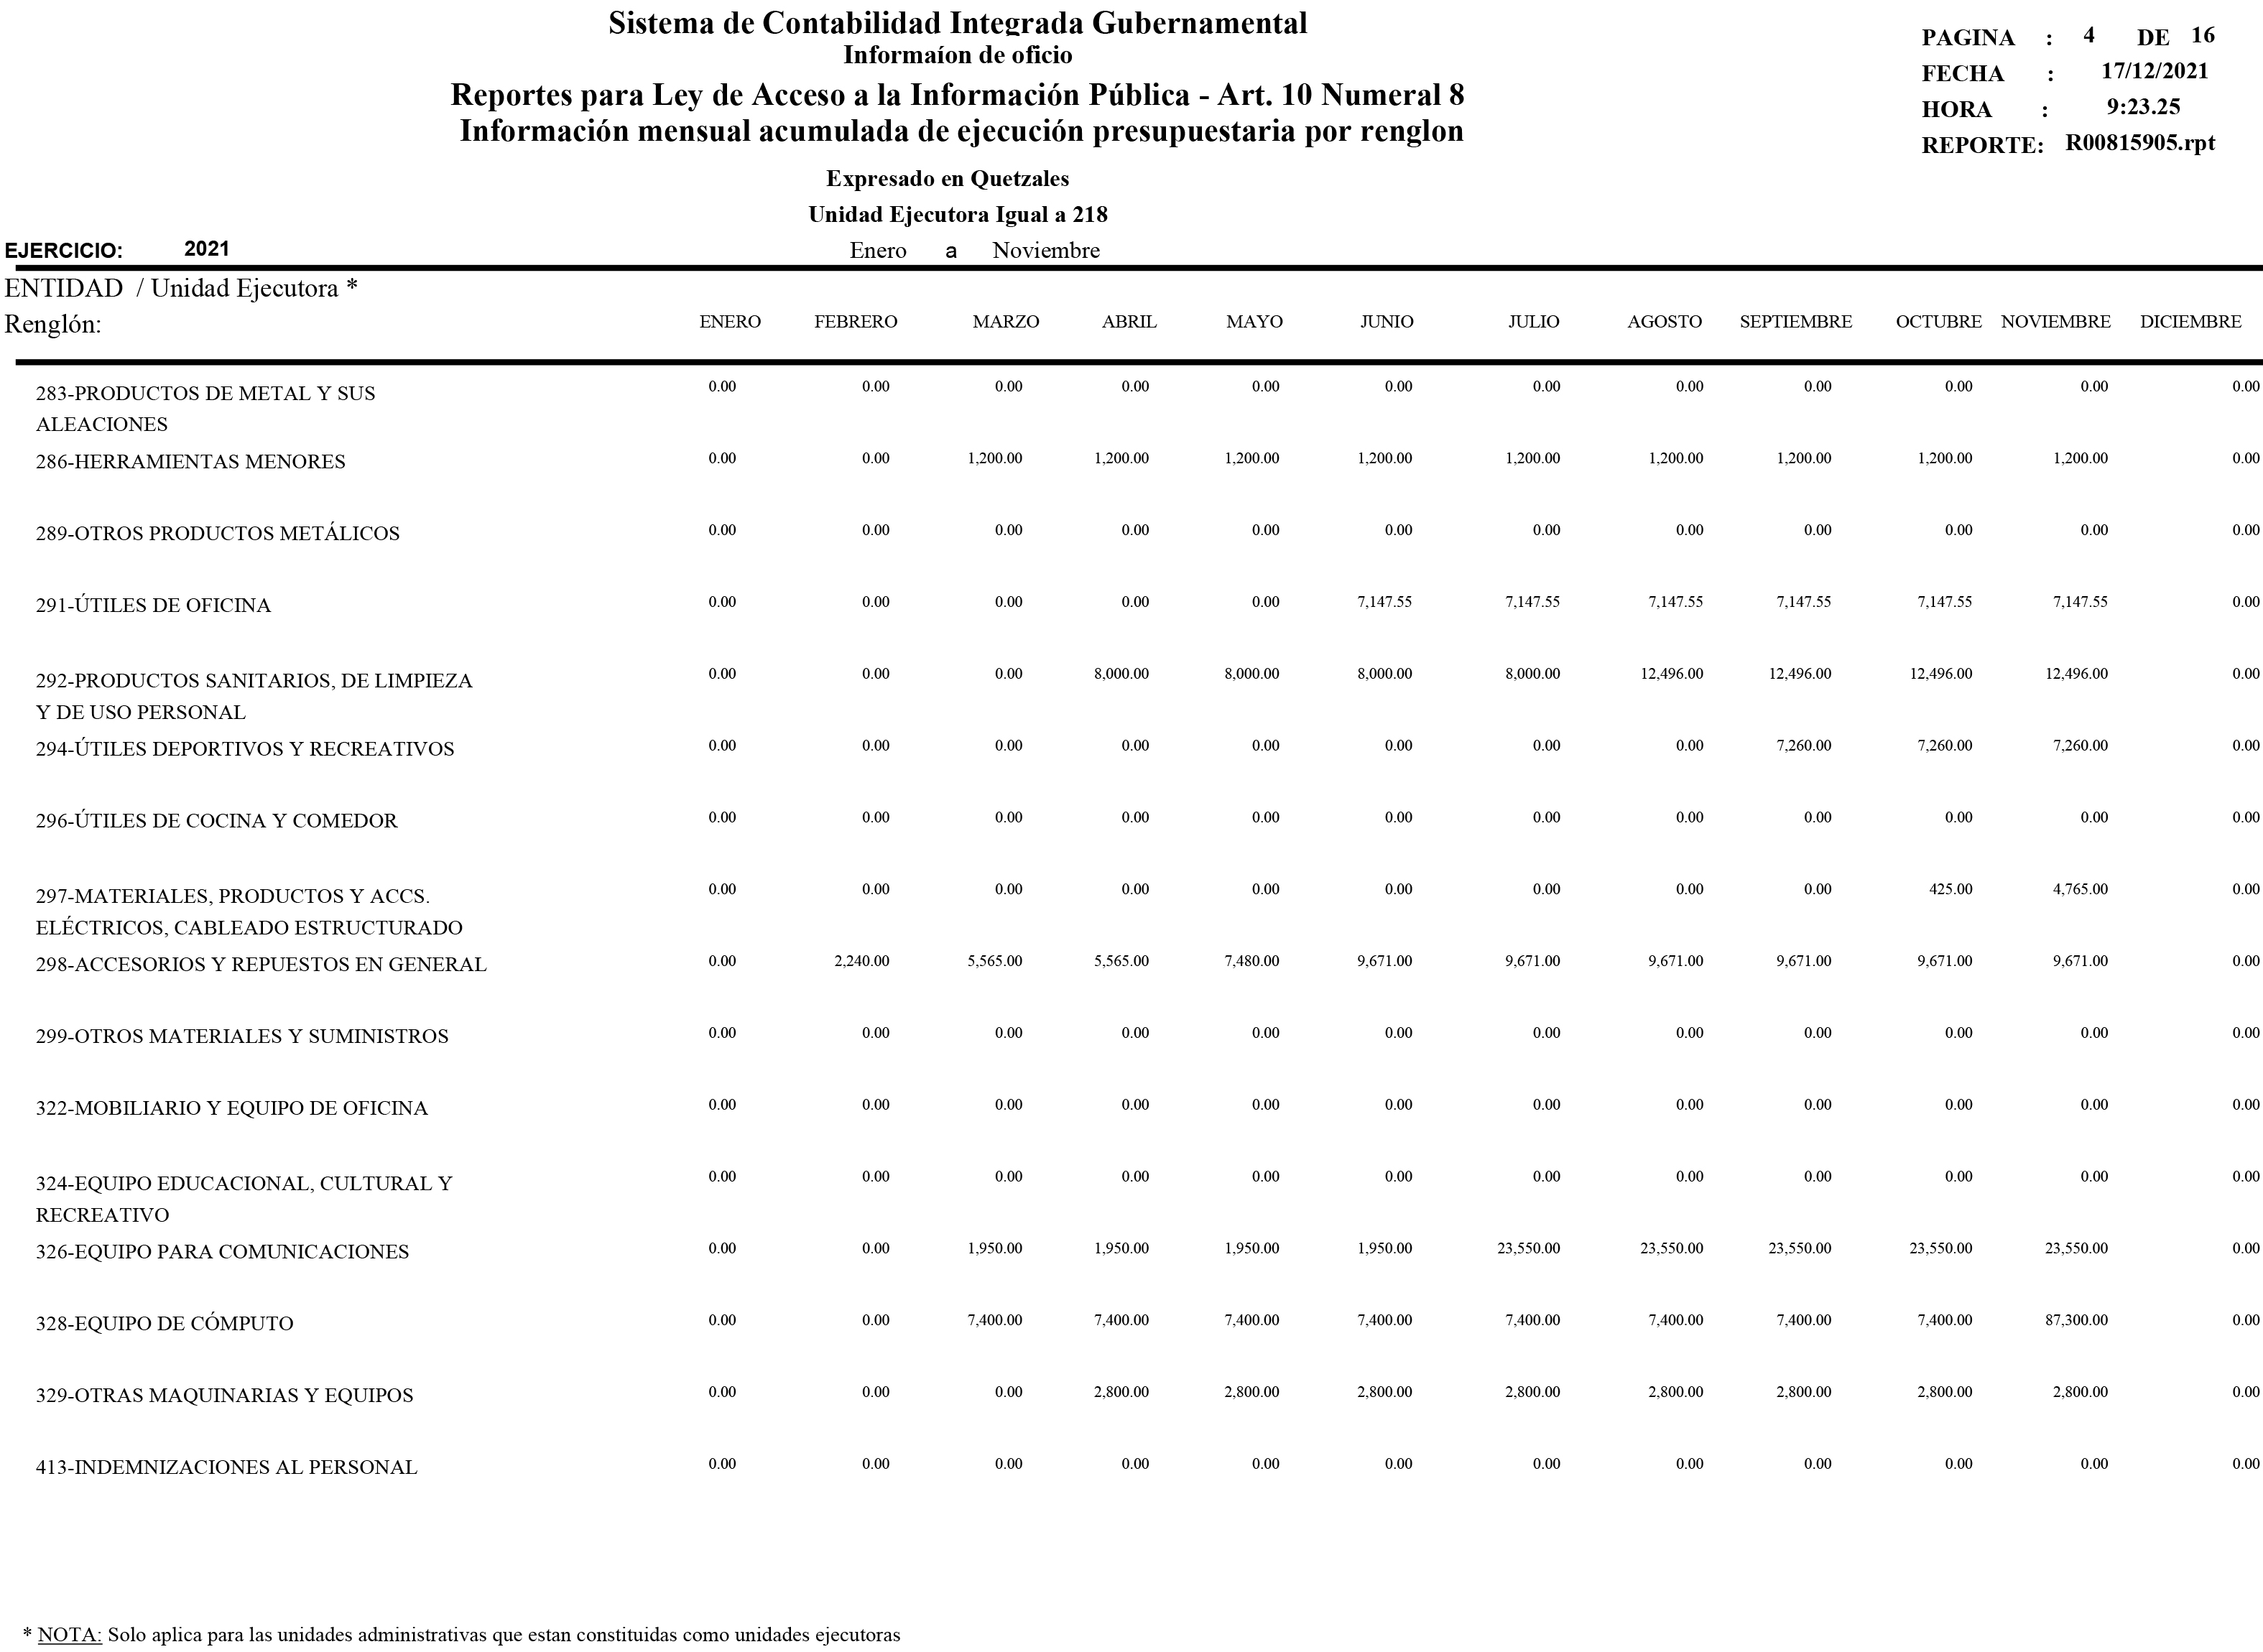 Sistema de Contabilidad Integrada Gubernamental
Informaíon de oficio
Reportes para Ley de Acceso a la Información Pública - Art. 10 Numeral 8
Información mensual acumulada de ejecución presupuestaria por renglon
PAGINA : 4 DE 16
FECHA : 17/12/2021
HORA : 9:23.25
REPORTE: R00815905.rpt
Expresado en Quetzales
Unidad Ejecutora Igual a 218
EJERCICIO: 2021 Enero a Noviembre
ENTIDAD / Unidad Ejecutora *
Renglón: ENERO FEBRERO MARZO ABRIL MAYO JUNIO JULIO AGOSTO SEPTIEMBRE OCTUBRE NOVIEMBRE DICIEMBRE
283-PRODUCTOS DE METAL Y SUS 0.00 0.00 0.00 0.00 0.00 0.00 0.00 0.00 0.00 0.00 0.00 0.00
ALEACIONES
286-HERRAMIENTAS MENORES 0.00 0.00 1,200.00 1,200.00 1,200.00 1,200.00 1,200.00 1,200.00 1,200.00 1,200.00 1,200.00 0.00
289-OTROS PRODUCTOS METÁLICOS 0.00 0.00 0.00 0.00 0.00 0.00 0.00 0.00 0.00 0.00 0.00 0.00
291-ÚTILES DE OFICINA 0.00 0.00 0.00 0.00 0.00 7,147.55 7,147.55 7,147.55 7,147.55 7,147.55 7,147.55 0.00
292-PRODUCTOS SANITARIOS, DE LIMPIEZA 0.00 0.00 0.00 8,000.00 8,000.00 8,000.00 8,000.00 12,496.00 12,496.00 12,496.00 12,496.00 0.00
Y DE USO PERSONAL
294-ÚTILES DEPORTIVOS Y RECREATIVOS 0.00 0.00 0.00 0.00 0.00 0.00 0.00 0.00 7,260.00 7,260.00 7,260.00 0.00
296-ÚTILES DE COCINA Y COMEDOR 0.00 0.00 0.00 0.00 0.00 0.00 0.00 0.00 0.00 0.00 0.00 0.00
297-MATERIALES, PRODUCTOS Y ACCS. 0.00 0.00 0.00 0.00 0.00 0.00 0.00 0.00 0.00 425.00 4,765.00 0.00
ELÉCTRICOS, CABLEADO ESTRUCTURADO
298-ACCESORIOS Y REPUESTOS EN GENERAL 0.00 2,240.00 5,565.00 5,565.00 7,480.00 9,671.00 9,671.00 9,671.00 9,671.00 9,671.00 9,671.00 0.00
299-OTROS MATERIALES Y SUMINISTROS 0.00 0.00 0.00 0.00 0.00 0.00 0.00 0.00 0.00 0.00 0.00 0.00
322-MOBILIARIO Y EQUIPO DE OFICINA 0.00 0.00 0.00 0.00 0.00 0.00 0.00 0.00 0.00 0.00 0.00 0.00
324-EQUIPO EDUCACIONAL, CULTURAL Y 0.00 0.00 0.00 0.00 0.00 0.00 0.00 0.00 0.00 0.00 0.00 0.00
RECREATIVO
326-EQUIPO PARA COMUNICACIONES 0.00 0.00 1,950.00 1,950.00 1,950.00 1,950.00 23,550.00 23,550.00 23,550.00 23,550.00 23,550.00 0.00
328-EQUIPO DE CÓMPUTO 0.00 0.00 7,400.00 7,400.00 7,400.00 7,400.00 7,400.00 7,400.00 7,400.00 7,400.00 87,300.00 0.00
329-OTRAS MAQUINARIAS Y EQUIPOS 0.00 0.00 0.00 2,800.00 2,800.00 2,800.00 2,800.00 2,800.00 2,800.00 2,800.00 2,800.00 0.00
413-INDEMNIZACIONES AL PERSONAL 0.00 0.00 0.00 0.00 0.00 0.00 0.00 0.00 0.00 0.00 0.00 0.00
* NOTA: Solo aplica para las unidades administrativas que estan constituidas como unidades ejecutoras